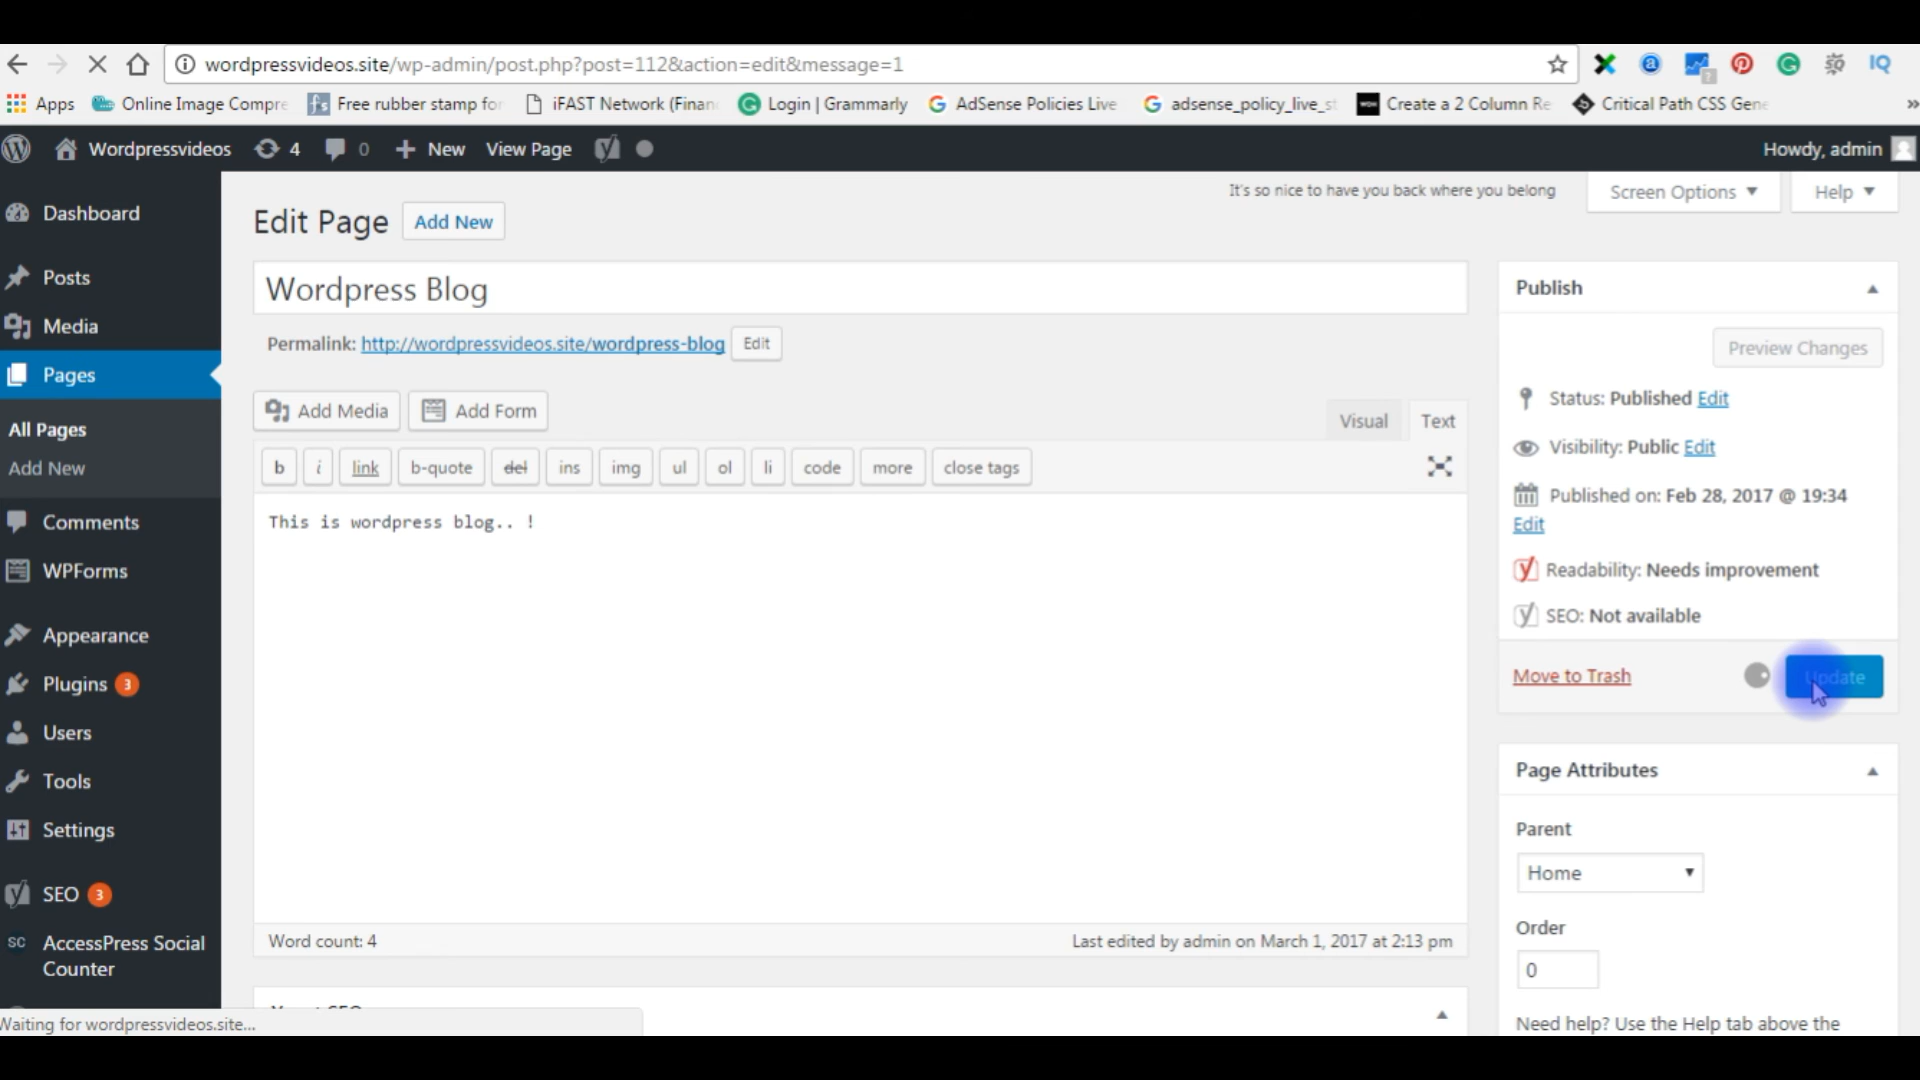 wordpressvideos.site/wp-admin/post.php?post=112&action=edit&message=1
IQ
Apps
Online Image Compre
Free rubber stamp for
iFAST Network (Finan
Login | Grammarly
AdSense Policies Live
adsense_policy_live_st
Create a 2 Column Re
Critical Path CSS Gene
Wordpressvideos
4
0
New
View Page
Howdy, admin
Dashboard
Posts
Media
Pages
All Pages
Add New
Comments
WPForms
Appearance
Plugins 3
Users
Tools
Settings
SEO 3
SC AccessPress Social
Counter
It's so nice to have you back where you belong
Screen Options
Help
Edit Page
Add New
Wordpress Blog
Permalink: http://wordpressvideos.site/wordpress-blog Edit
Add Media
Add Form
Visual
Text
b
i
link
b-quote
del
ins
img
ul
ol
li
code
more
close tags
This is wordpress blog.. !
Word count: 4
Last edited by admin on March 1, 2017 at 2:13 pm
Publish
Preview Changes
Status: Published Edit
Visibility: Public Edit
Published on: Feb 28, 2017 @ 19:34
Edit
Readability: Needs improvement
SEO: Not available
Move to Trash
Update
Page Attributes
Parent
Home
Order
0
Need help? Use the Help tab above the
Waiting for wordpressvideos.site...